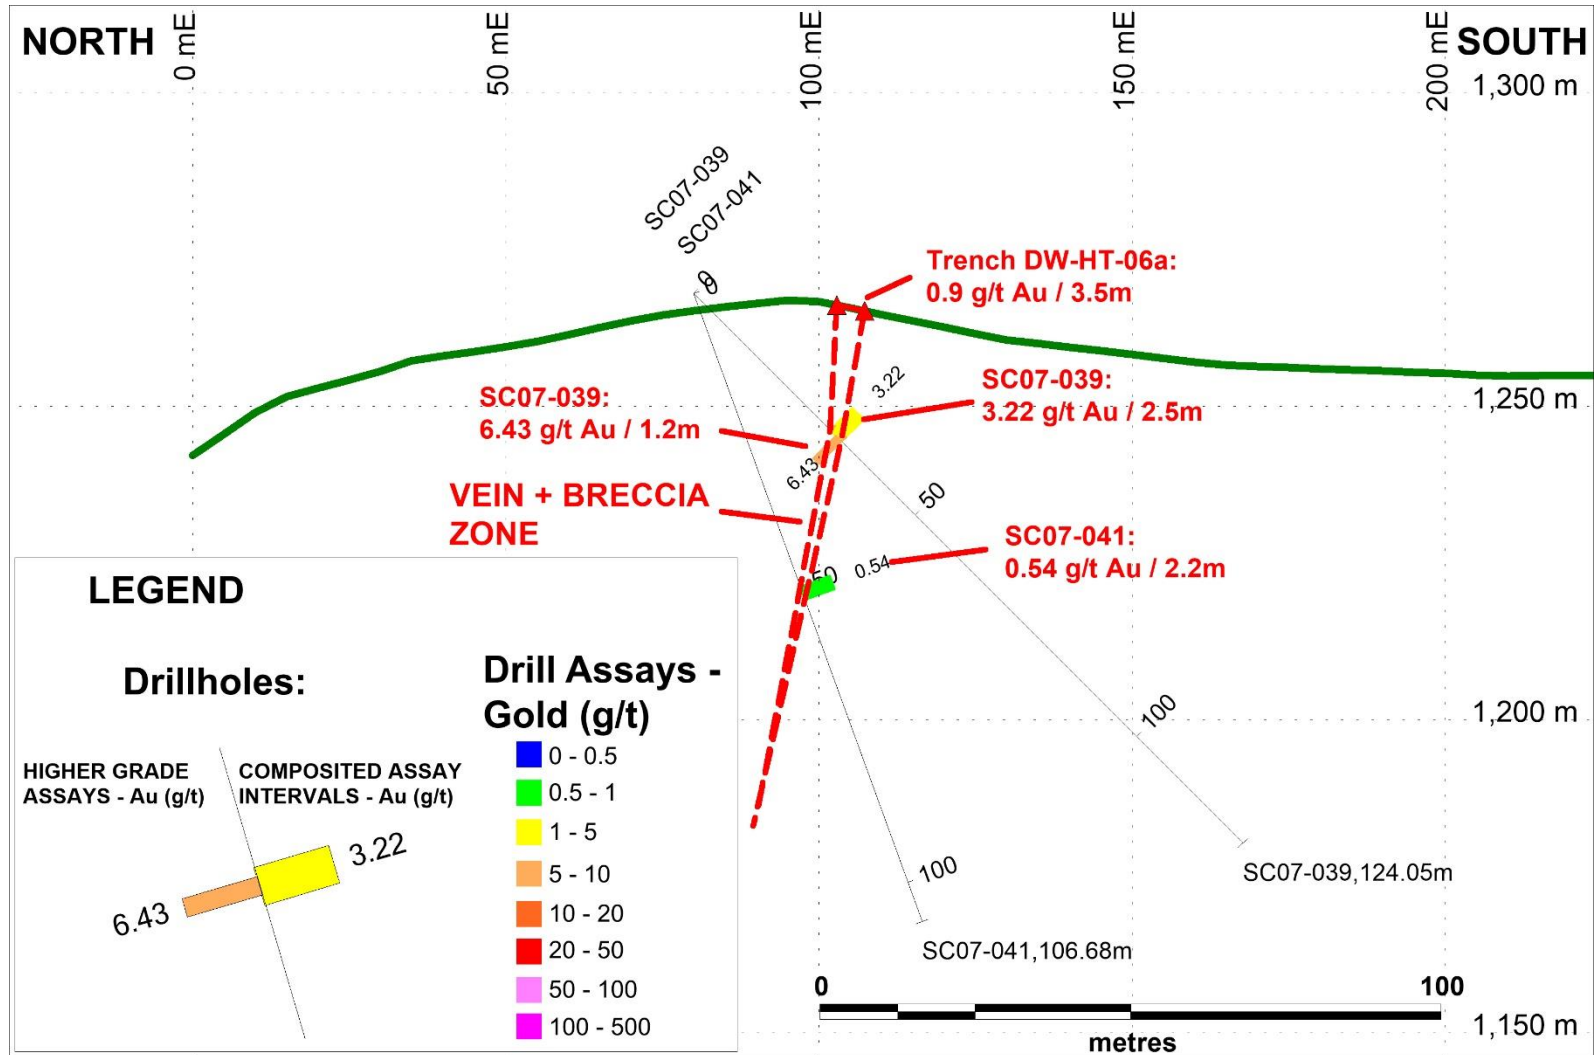 NORTH
0 mE
50 mE
100 mE
150 mE
200 mE
SOUTH
1,300 m
SC07-039
SC07-041
0
0
Trench DW-HT-06a:
0.9 g/t Au / 3.5m
3.22
SC07-039:
3.22 g/t Au / 2.5m
SC07-039:
6.43 g/t Au / 1.2m
1,250 m
6.43
VEIN + BRECCIA
ZONE
50
SC07-041:
0.54 g/t Au / 2.2m
0.54
50
1,200 m
100
100
SC07-039,124.05m
SC07-041,106.68m
0
100
metres
1,150 m
LEGEND
Drillholes:
HIGHER GRADE
ASSAYS - Au (g/t)
COMPOSITED ASSAY
INTERVALS - Au (g/t)
3.22
6.43
Drill Assays -
Gold (g/t)
0 - 0.5
0.5 - 1
1 - 5
5 - 10
10 - 20
20 - 50
50 - 100
100 - 500